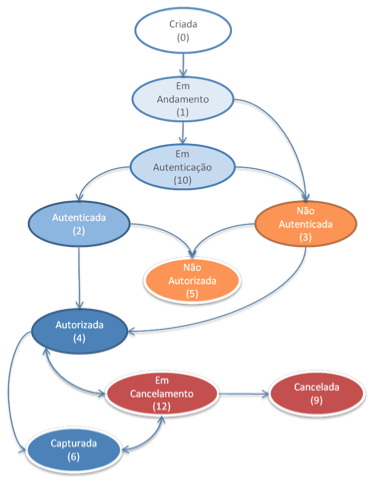 Criada
(0)
Em
Andamento
(1)
Em
Autenticação
(10)
Autenticada
(2)
Não
Autenticada
(3)
Não
Autorizada
(5)
Autorizada
(4)
Em
Cancelamento
(12)
Cancelada
(9)
Capturada
(6)